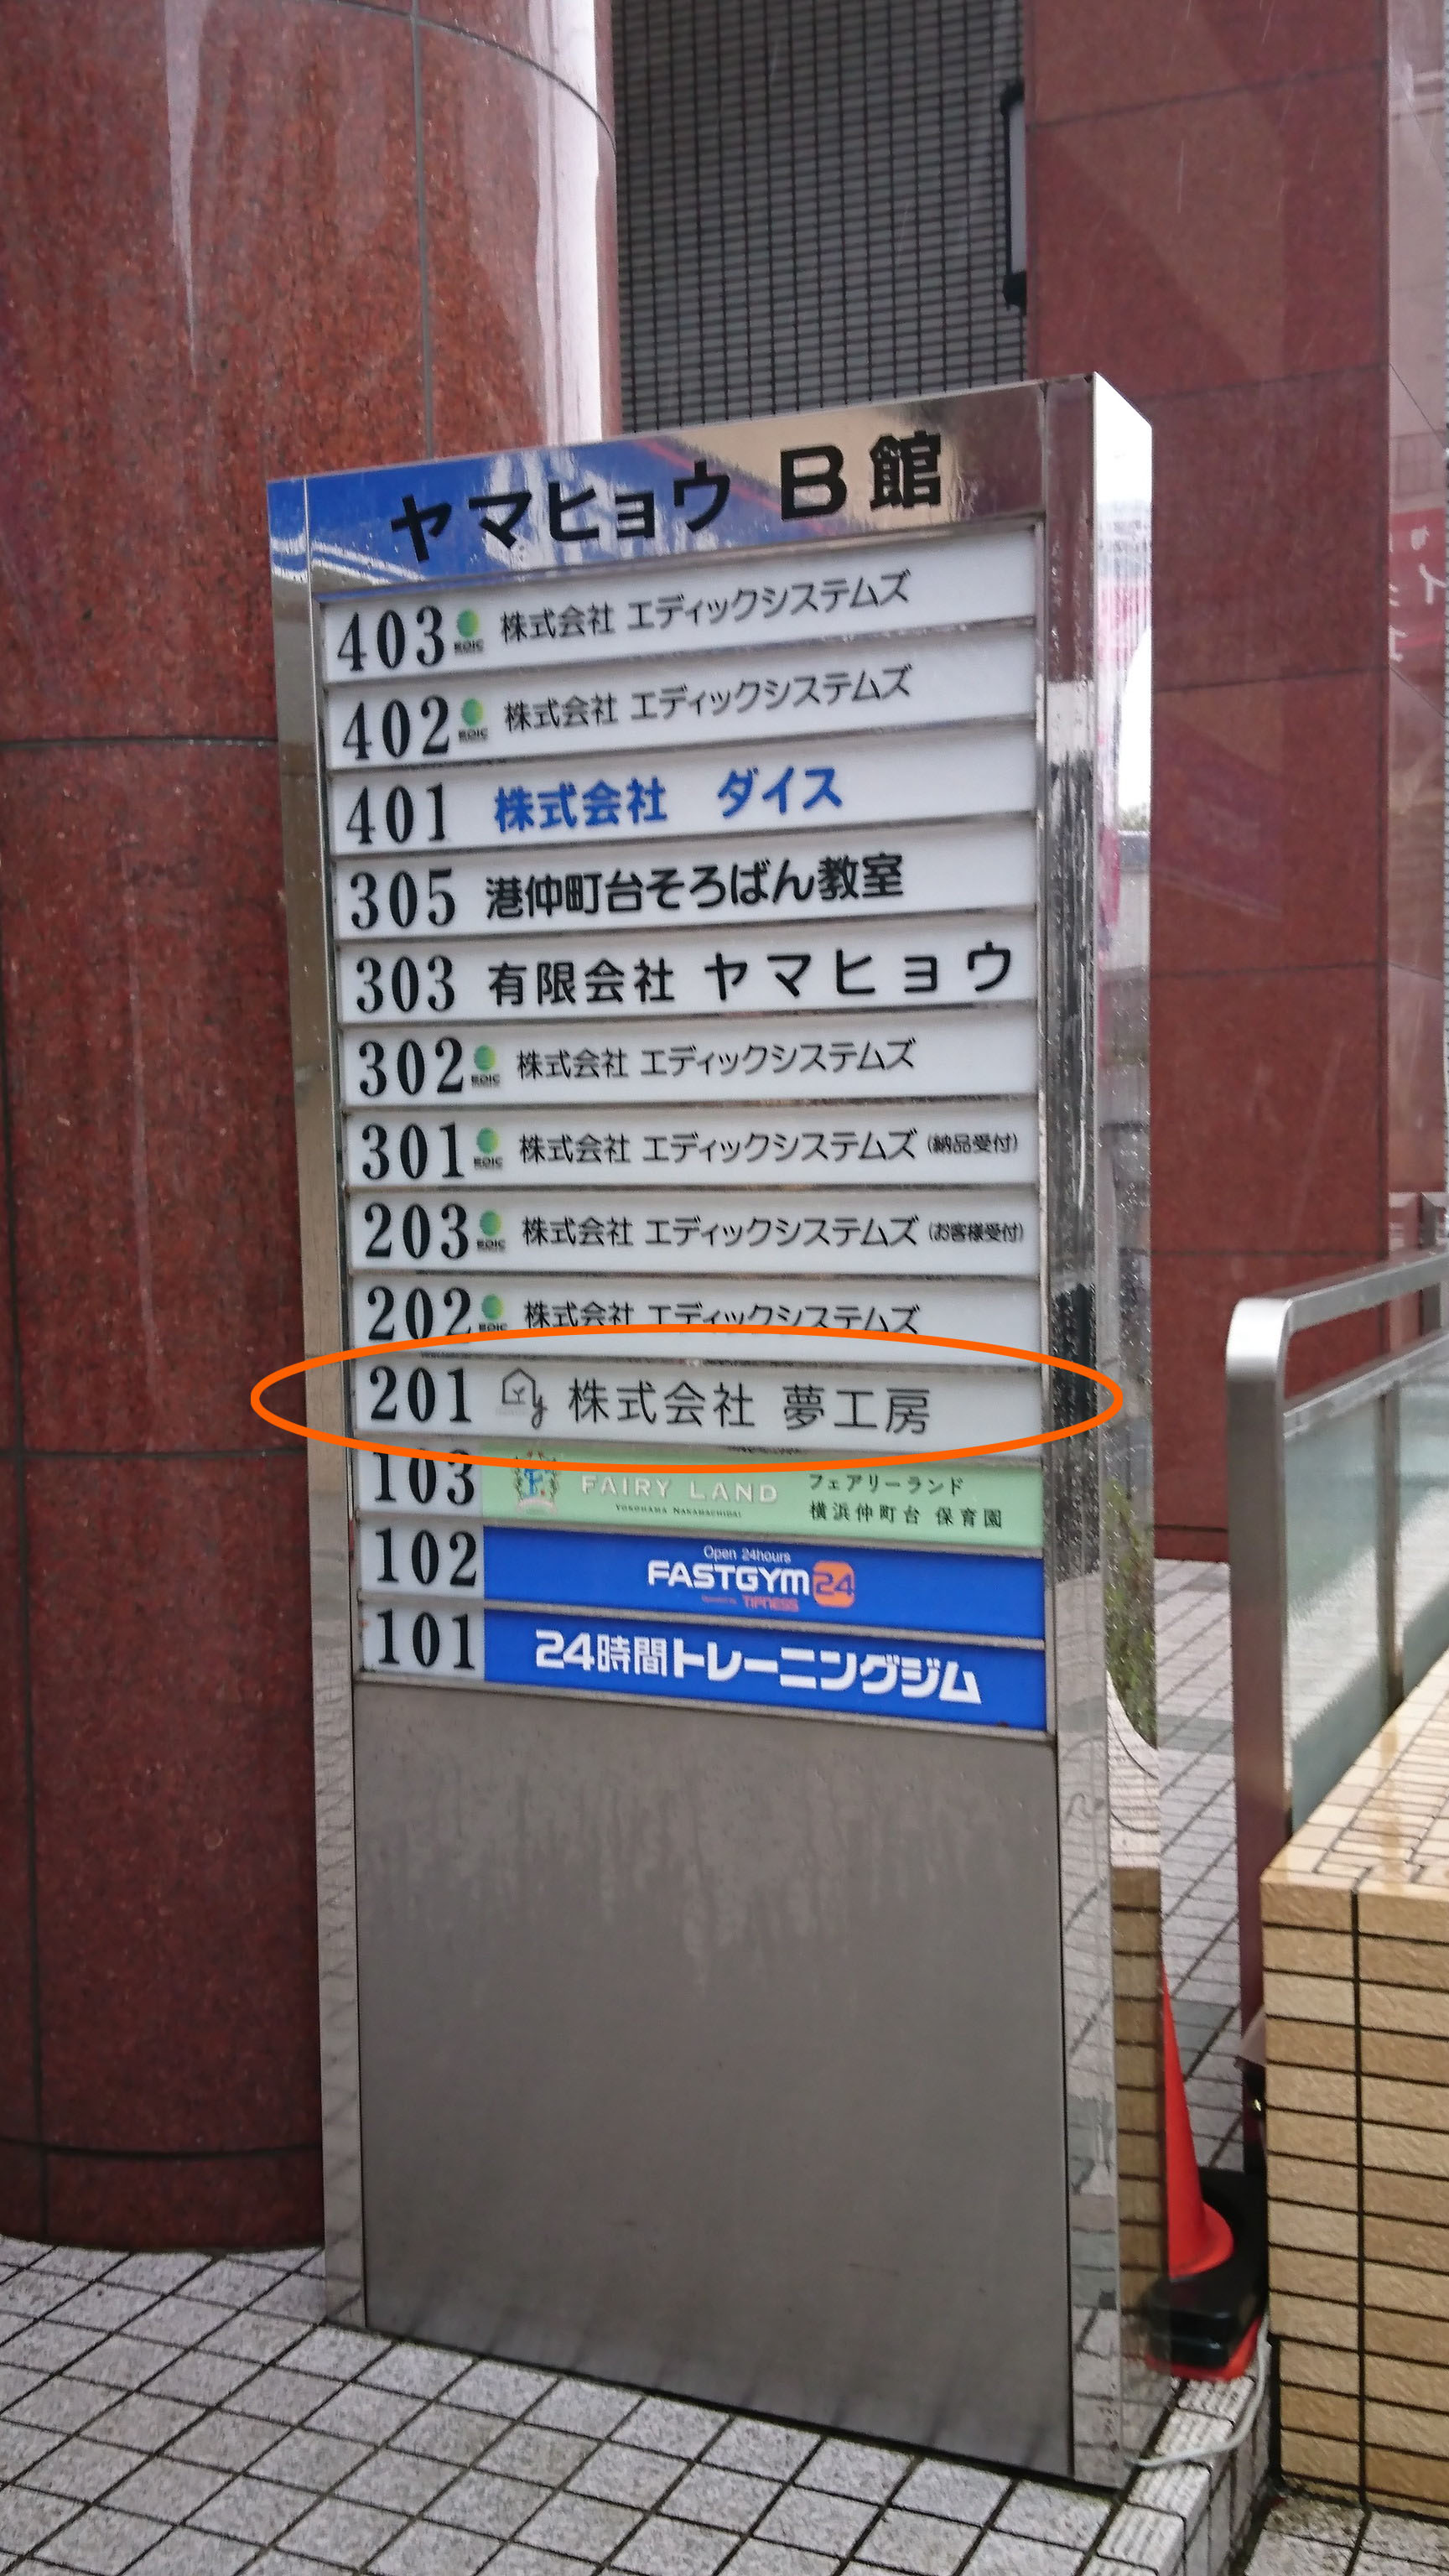 ヤマヒョウ B館
403 EDIC 株式会社 エディックシステムズ
402 EDIC 株式会社 エディックシステムズ
401 株式会社 ダイス
305 港仲町台そろばん教室
303 有限会社 ヤマヒョウ
302 EDIC 株式会社 エディックシステムズ
301 EDIC 株式会社 エディックシステムズ (納品受付)
203 EDIC 株式会社 エディックシステムズ (お客様受付)
202 EDIC 株式会社 エディックシステムズ
201 y 株式会社 夢工房
103 F FAIRY LAND フェアリーランド
YOKOHAMA NAKAMACHIDAI 横浜仲町台 保育園
Open 24hours
102 FASTGYM24
TIPNESS
101 24時間トレーニングジム